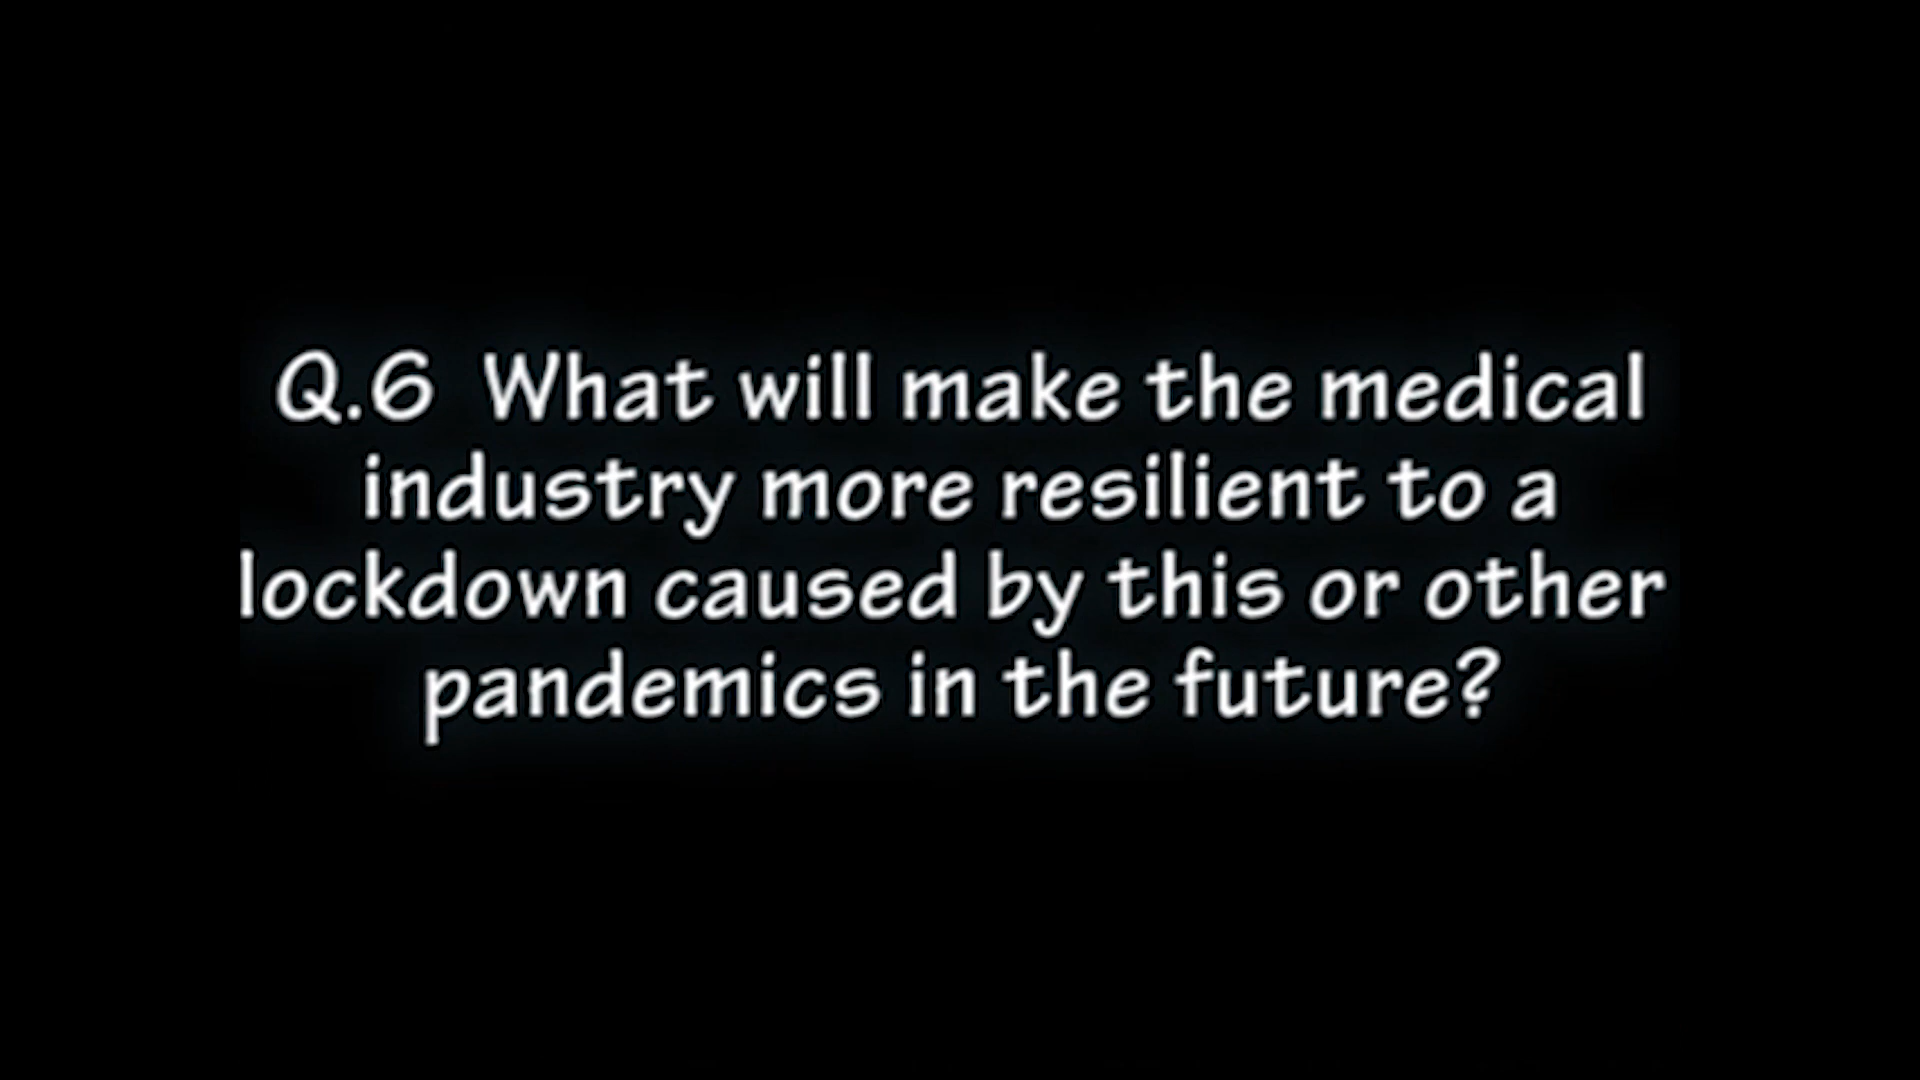 Q.6 What will make the medical
industry more resilient to a
lockdown caused by this or other
pandemics in the future?